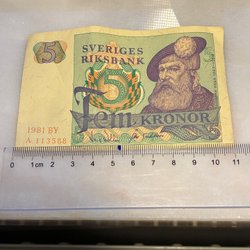 5
SVERIGES
RIKSBANK
5
Fem KRONOR
1981 BY
A 113588
0 1cm 2 3 4 5 6 7 8 9 10 11